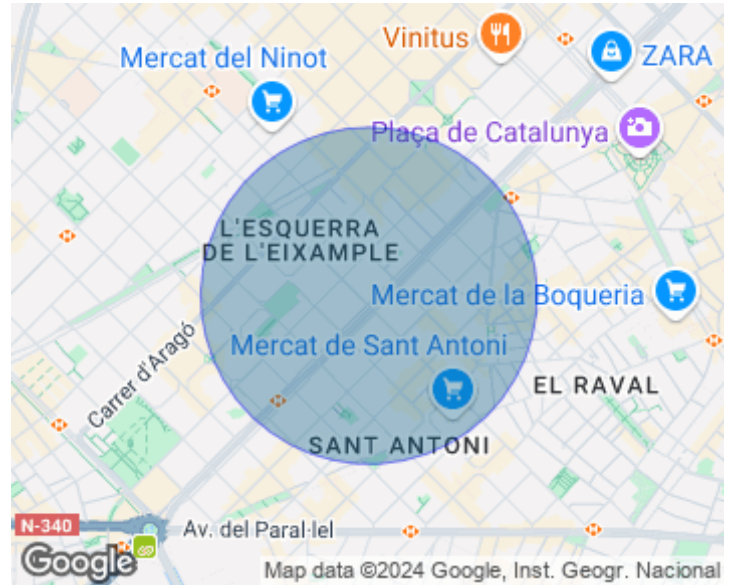 Vinitus
ZARA
Mercat del Ninot
Plaça de Catalunya
L'ESQUERRA
DE L'EIXAMPLE
Mercat de la Boqueria
Mercat de Sant Antoni
Carrer d'Aragó
EL RAVAL
SANT ANTONI
N-340
Av. del Paral·lel
Google
Map data ©2024 Google, Inst. Geogr. Nacional